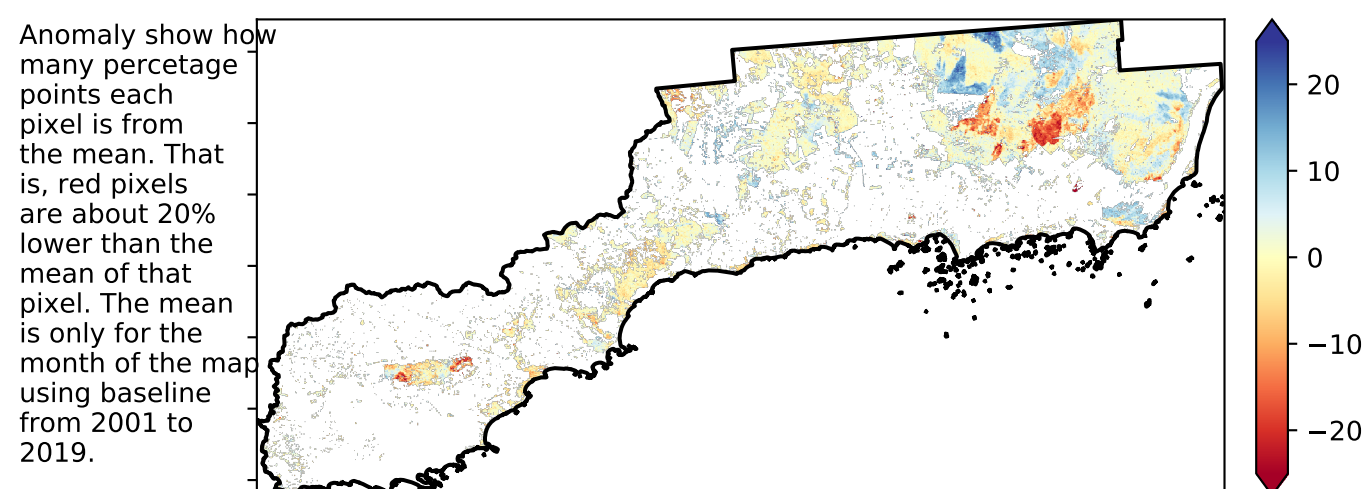 Anomaly show how
many percetage
points each
pixel is from
the mean. That
is, red pixels
are about 20%
lower than the
mean of that
pixel. The mean
is only for the
month of the map
using baseline
from 2001 to
2019.
20
10
0
−10
−20